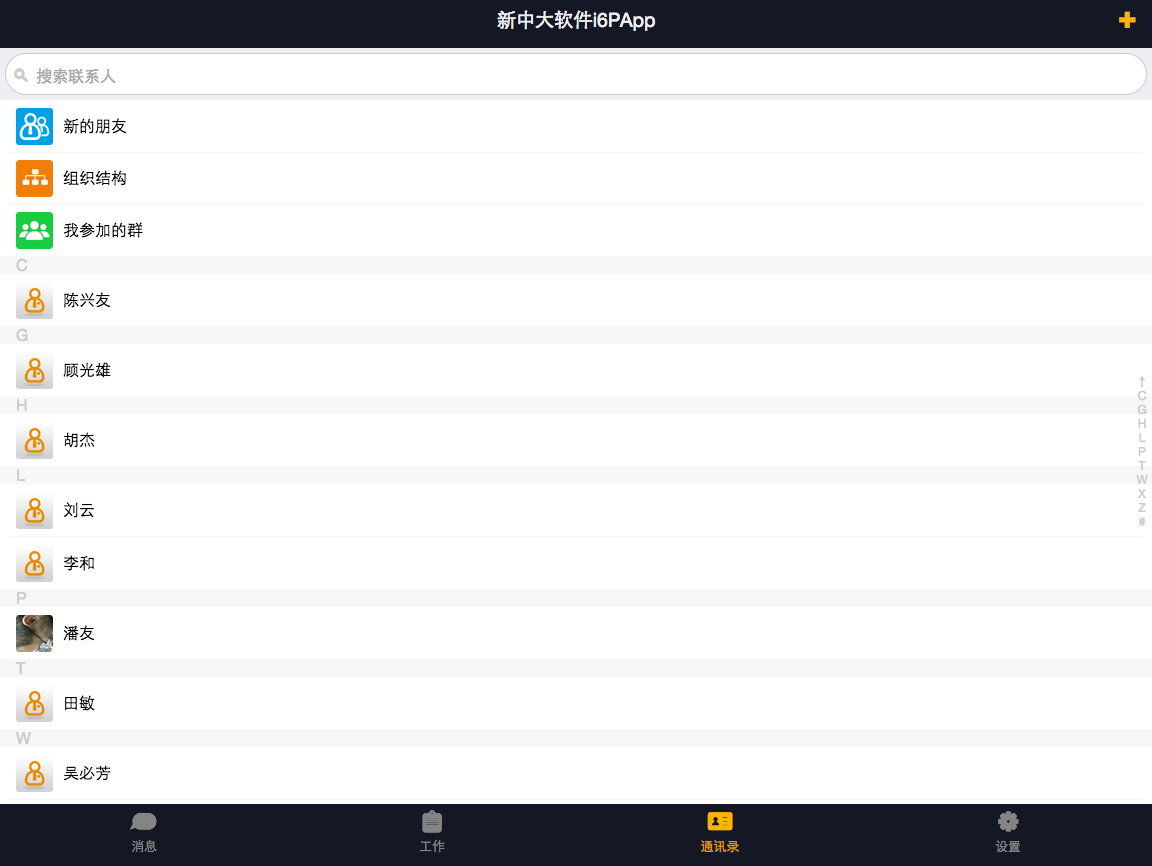 新中大软件i6PApp
搜索联系人
新的朋友
组织结构
我参加的群
C
陈兴友
G
顾光雄
H
胡杰
L
刘云
李和
P
潘友
T
田敏
W
吴必芳
↑
C
G
H
L
P
T
W
X
Z
#
消息
工作
通讯录
设置